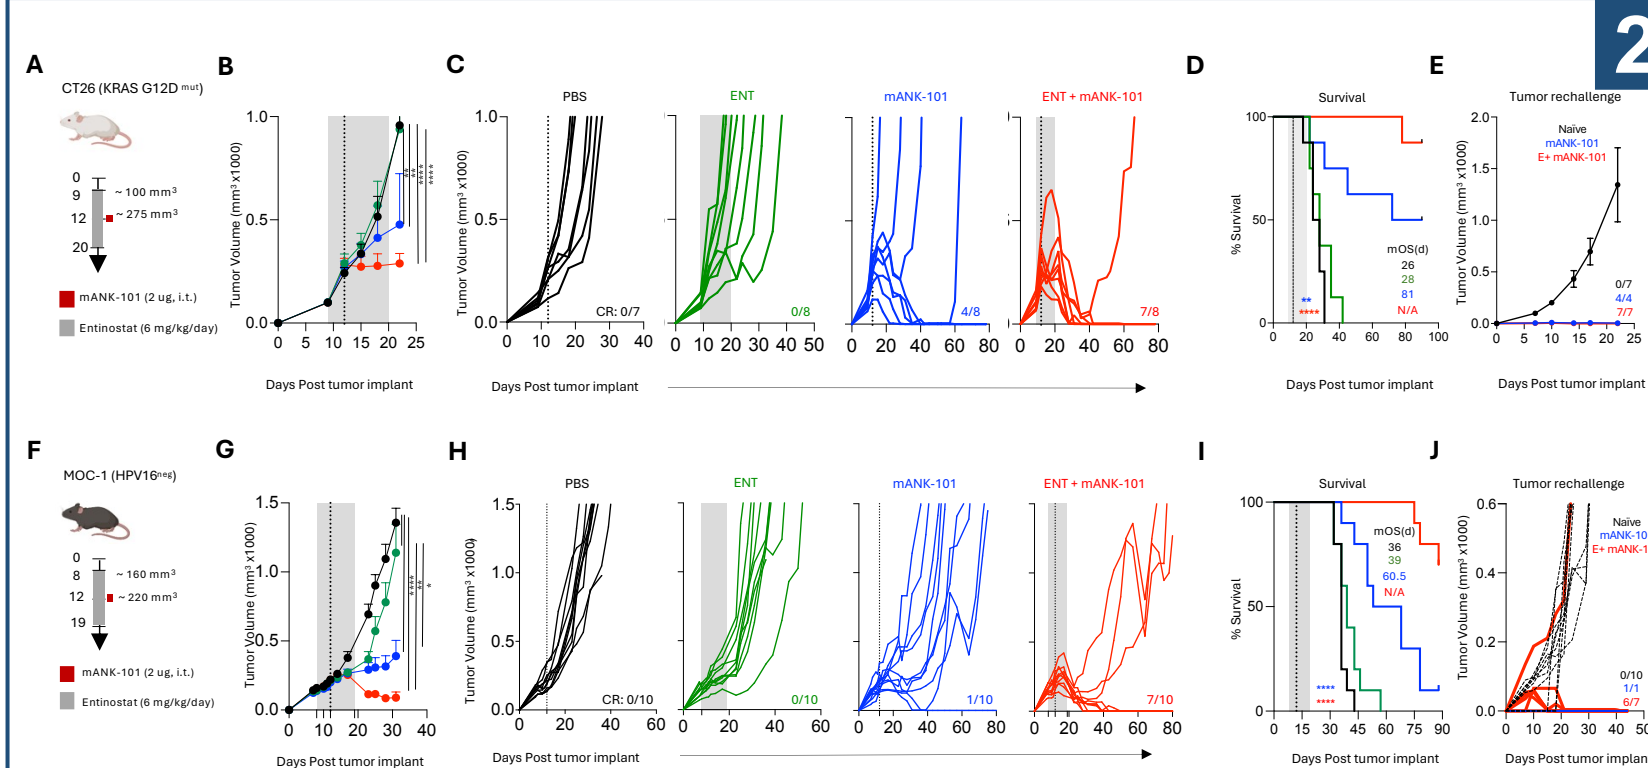 2
A
CT26 (KRAS G12D mut)
0
9
12
20
~ 100 mm³
~ 275 mm³
mANK-101 (2 ug, i.t.)
Entinostat (6 mg/kg/day)
B
Tumor Volume (mm³ x1000)
1.0
0.5
0.0
0 5 10 15 20 25
Days Post tumor implant
**
**
****
****
C
PBS
Tumor Volume (mm³ x1000)
1.0
0.5
0.0
CR: 0/7
0 10 20 30 40
Days Post tumor implant
ENT
0/8
0 10 20 30 40 50
mANK-101
4/8
0 20 40 60 80
ENT + mANK-101
7/8
0 20 40 60 80
D
Survival
% Survival
100
50
0
mOS(d)
26
28
81
N/A
**
****
0 20 40 60 80 100
Days Post tumor implant
E
Tumor rechallenge
Tumor Volume (mm³ x1000)
2.0
1.5
1.0
0.5
0.0
Naïve
mANK-101
E+ mANK-101
0/7
4/4
7/7
0 5 10 15 20 25
Days Post tumor implant
F
MOC-1 (HPV16neg)
0
8
12
19
~ 160 mm³
~ 220 mm³
mANK-101 (2 ug, i.t.)
Entinostat (6 mg/kg/day)
G
Tumor Volume (mm³ x1000)
1.5
1.0
0.5
0.0
0 10 20 30 40
Days Post tumor implant
****
**
*
H
PBS
Tumor Volume (mm³ x1000)
1.5
1.0
0.5
0.0
CR: 0/10
0 20 40 60
Days Post tumor implant
ENT
0/10
0 20 40 60
mANK-101
1/10
0 20 40 60 80
ENT + mANK-101
7/10
0 20 40 60 80
I
Survival
% Survival
100
50
0
mOS(d)
36
39
60.5
N/A
****
****
0 15 30 45 60 75 90
Days Post tumor implant
J
Tumor rechallenge
Tumor Volume (mm³ x1000)
0.6
0.4
0.2
0.0
Naïve
mANK-10
E+ mANK-1
0/10
1/1
6/7
0 10 20 30 40 50
Days Post tumor implant